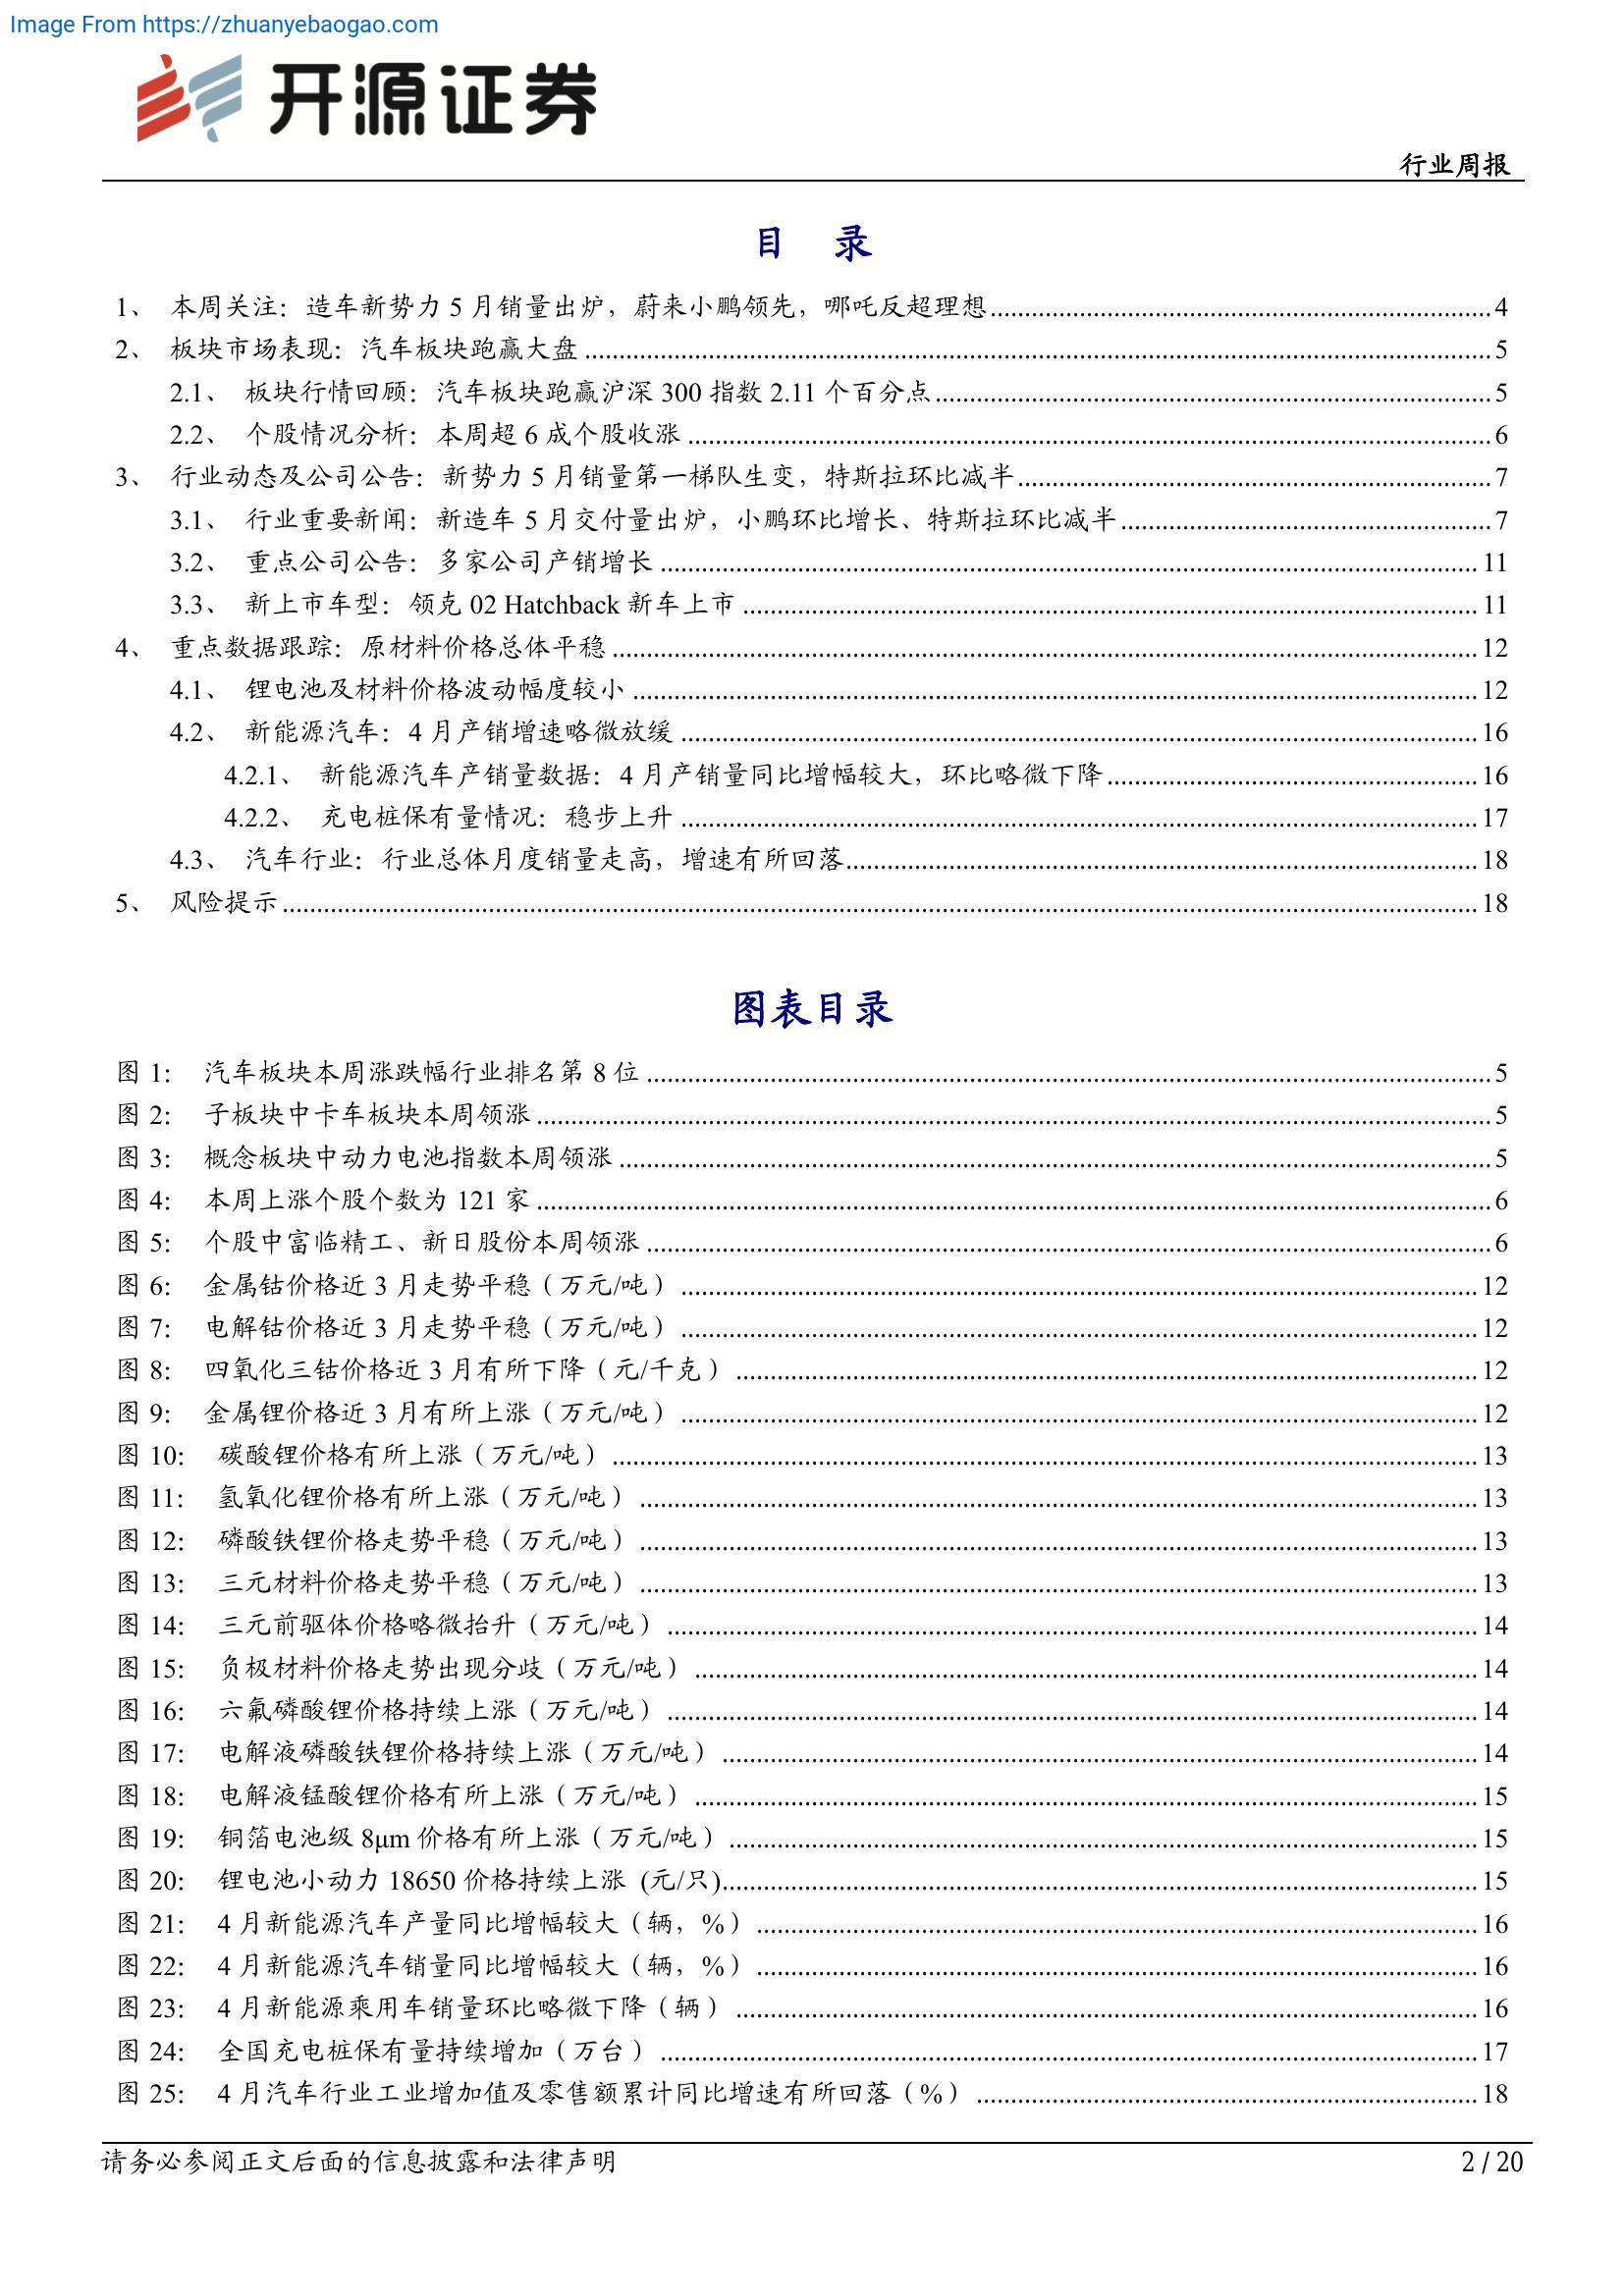 Image From https://zhuanyebaogao.com
开源证券
行业周报
目 录
1、 本周关注：造车新势力 5 月销量出炉，蔚来小鹏领先，哪吒反超理想 4
2、 板块市场表现：汽车板块跑赢大盘 5
2.1、 板块行情回顾：汽车板块跑赢沪深 300 指数 2.11 个百分点 5
2.2、 个股情况分析：本周超 6 成个股收涨 6
3、 行业动态及公司公告：新势力 5 月销量第一梯队生变，特斯拉环比减半 7
3.1、 行业重要新闻：新造车 5 月交付量出炉，小鹏环比增长、特斯拉环比减半 7
3.2、 重点公司公告：多家公司产销增长 11
3.3、 新上市车型：领克 02 Hatchback 新车上市 11
4、 重点数据跟踪：原材料价格总体平稳 12
4.1、 锂电池及材料价格波动幅度较小 12
4.2、 新能源汽车：4 月产销增速略微放缓 16
4.2.1、 新能源汽车产销量数据：4 月产销量同比增幅较大，环比略微下降 16
4.2.2、 充电桩保有量情况：稳步上升 17
4.3、 汽车行业：行业总体月度销量走高，增速有所回落 18
5、 风险提示 18
图表目录
图 1: 汽车板块本周涨跌幅行业排名第 8 位 5
图 2: 子板块中卡车板块本周领涨 5
图 3: 概念板块中动力电池指数本周领涨 5
图 4: 本周上涨个股个数为 121 家 6
图 5: 个股中富临精工、新日股份本周领涨 6
图 6: 金属钴价格近 3 月走势平稳（万元/吨） 12
图 7: 电解钴价格近 3 月走势平稳（万元/吨） 12
图 8: 四氧化三钴价格近 3 月有所下降（元/千克） 12
图 9: 金属锂价格近 3 月有所上涨（万元/吨） 12
图 10: 碳酸锂价格有所上涨（万元/吨） 13
图 11: 氢氧化锂价格有所上涨（万元/吨） 13
图 12: 磷酸铁锂价格走势平稳（万元/吨） 13
图 13: 三元材料价格走势平稳（万元/吨） 13
图 14: 三元前驱体价格略微抬升（万元/吨） 14
图 15: 负极材料价格走势出现分歧（万元/吨） 14
图 16: 六氟磷酸锂价格持续上涨（万元/吨） 14
图 17: 电解液磷酸铁锂价格持续上涨（万元/吨） 14
图 18: 电解液锰酸锂价格有所上涨（万元/吨） 15
图 19: 铜箔电池级 8μm 价格有所上涨（万元/吨） 15
图 20: 锂电池小动力 18650 价格持续上涨 (元/只) 15
图 21: 4 月新能源汽车产量同比增幅较大（辆，%） 16
图 22: 4 月新能源汽车销量同比增幅较大（辆，%） 16
图 23: 4 月新能源乘用车销量环比略微下降（辆） 16
图 24: 全国充电桩保有量持续增加（万台） 17
图 25: 4 月汽车行业工业增加值及零售额累计同比增速有所回落（%） 18
请务必参阅正文后面的信息披露和法律声明 2 / 20